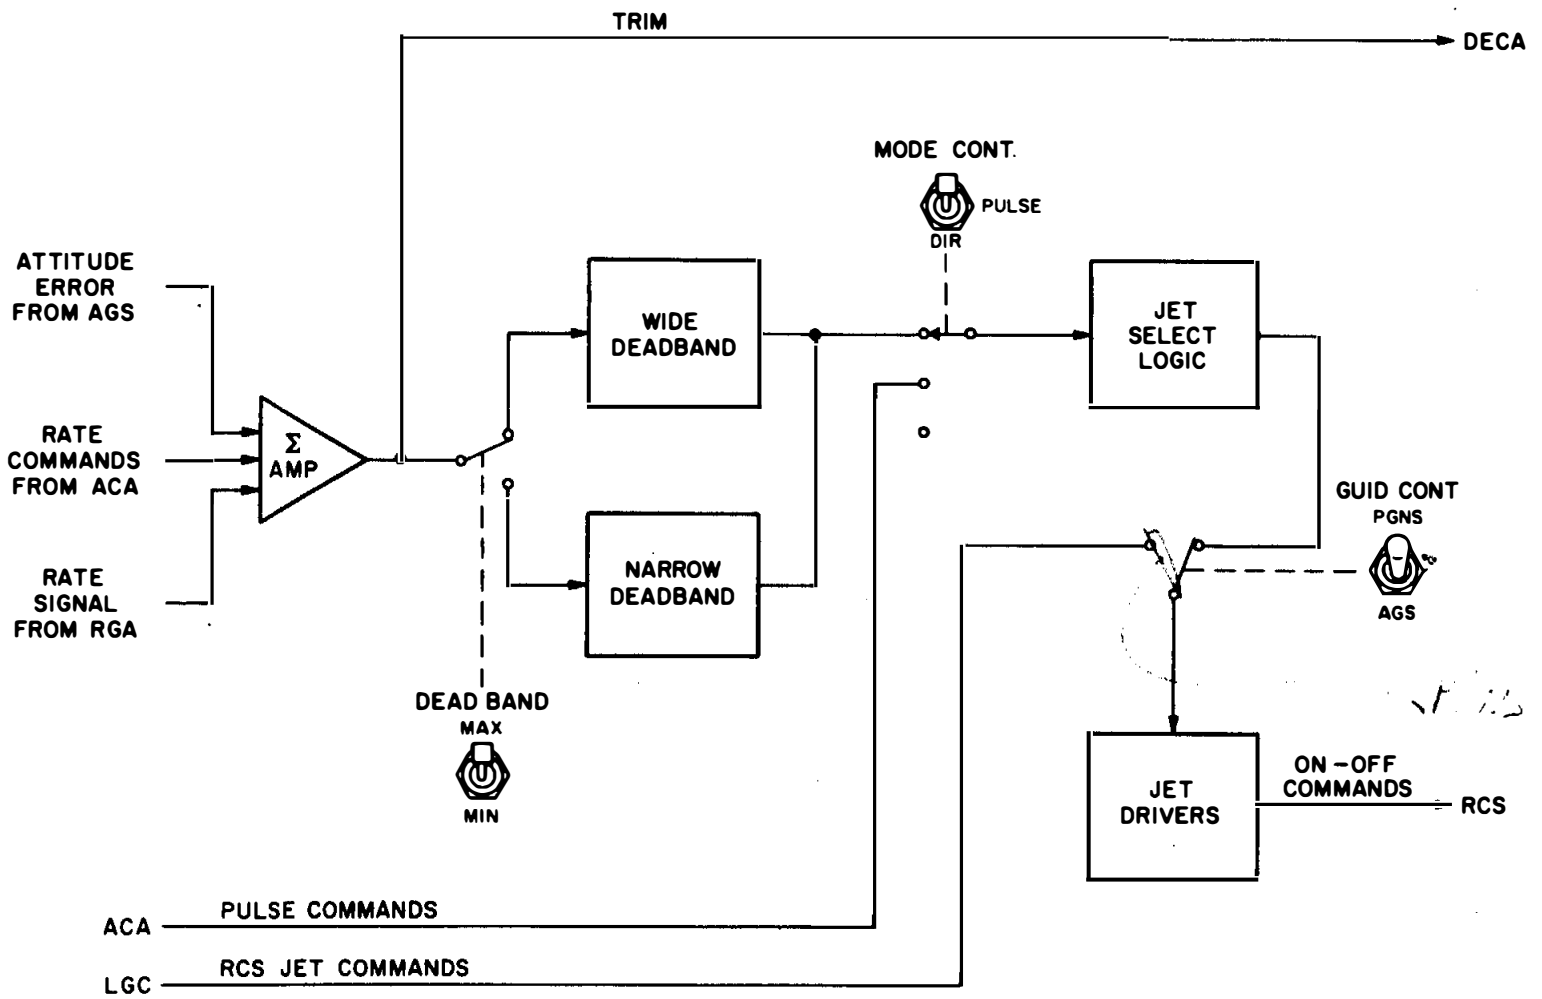 TRIM
DECA
MODE CONT.
PULSE
DIR
ATTITUDE
ERROR
FROM AGS
WIDE
DEADBAND
JET
SELECT
LOGIC
RATE
COMMANDS
FROM ACA
Σ
AMP
GUID CONT
PGNS
AGS
RATE
SIGNAL
FROM RGA
NARROW
DEADBAND
DEAD BAND
MAX
MIN
JET
DRIVERS
ON-OFF
COMMANDS
RCS
ACA
PULSE COMMANDS
LGC
RCS JET COMMANDS